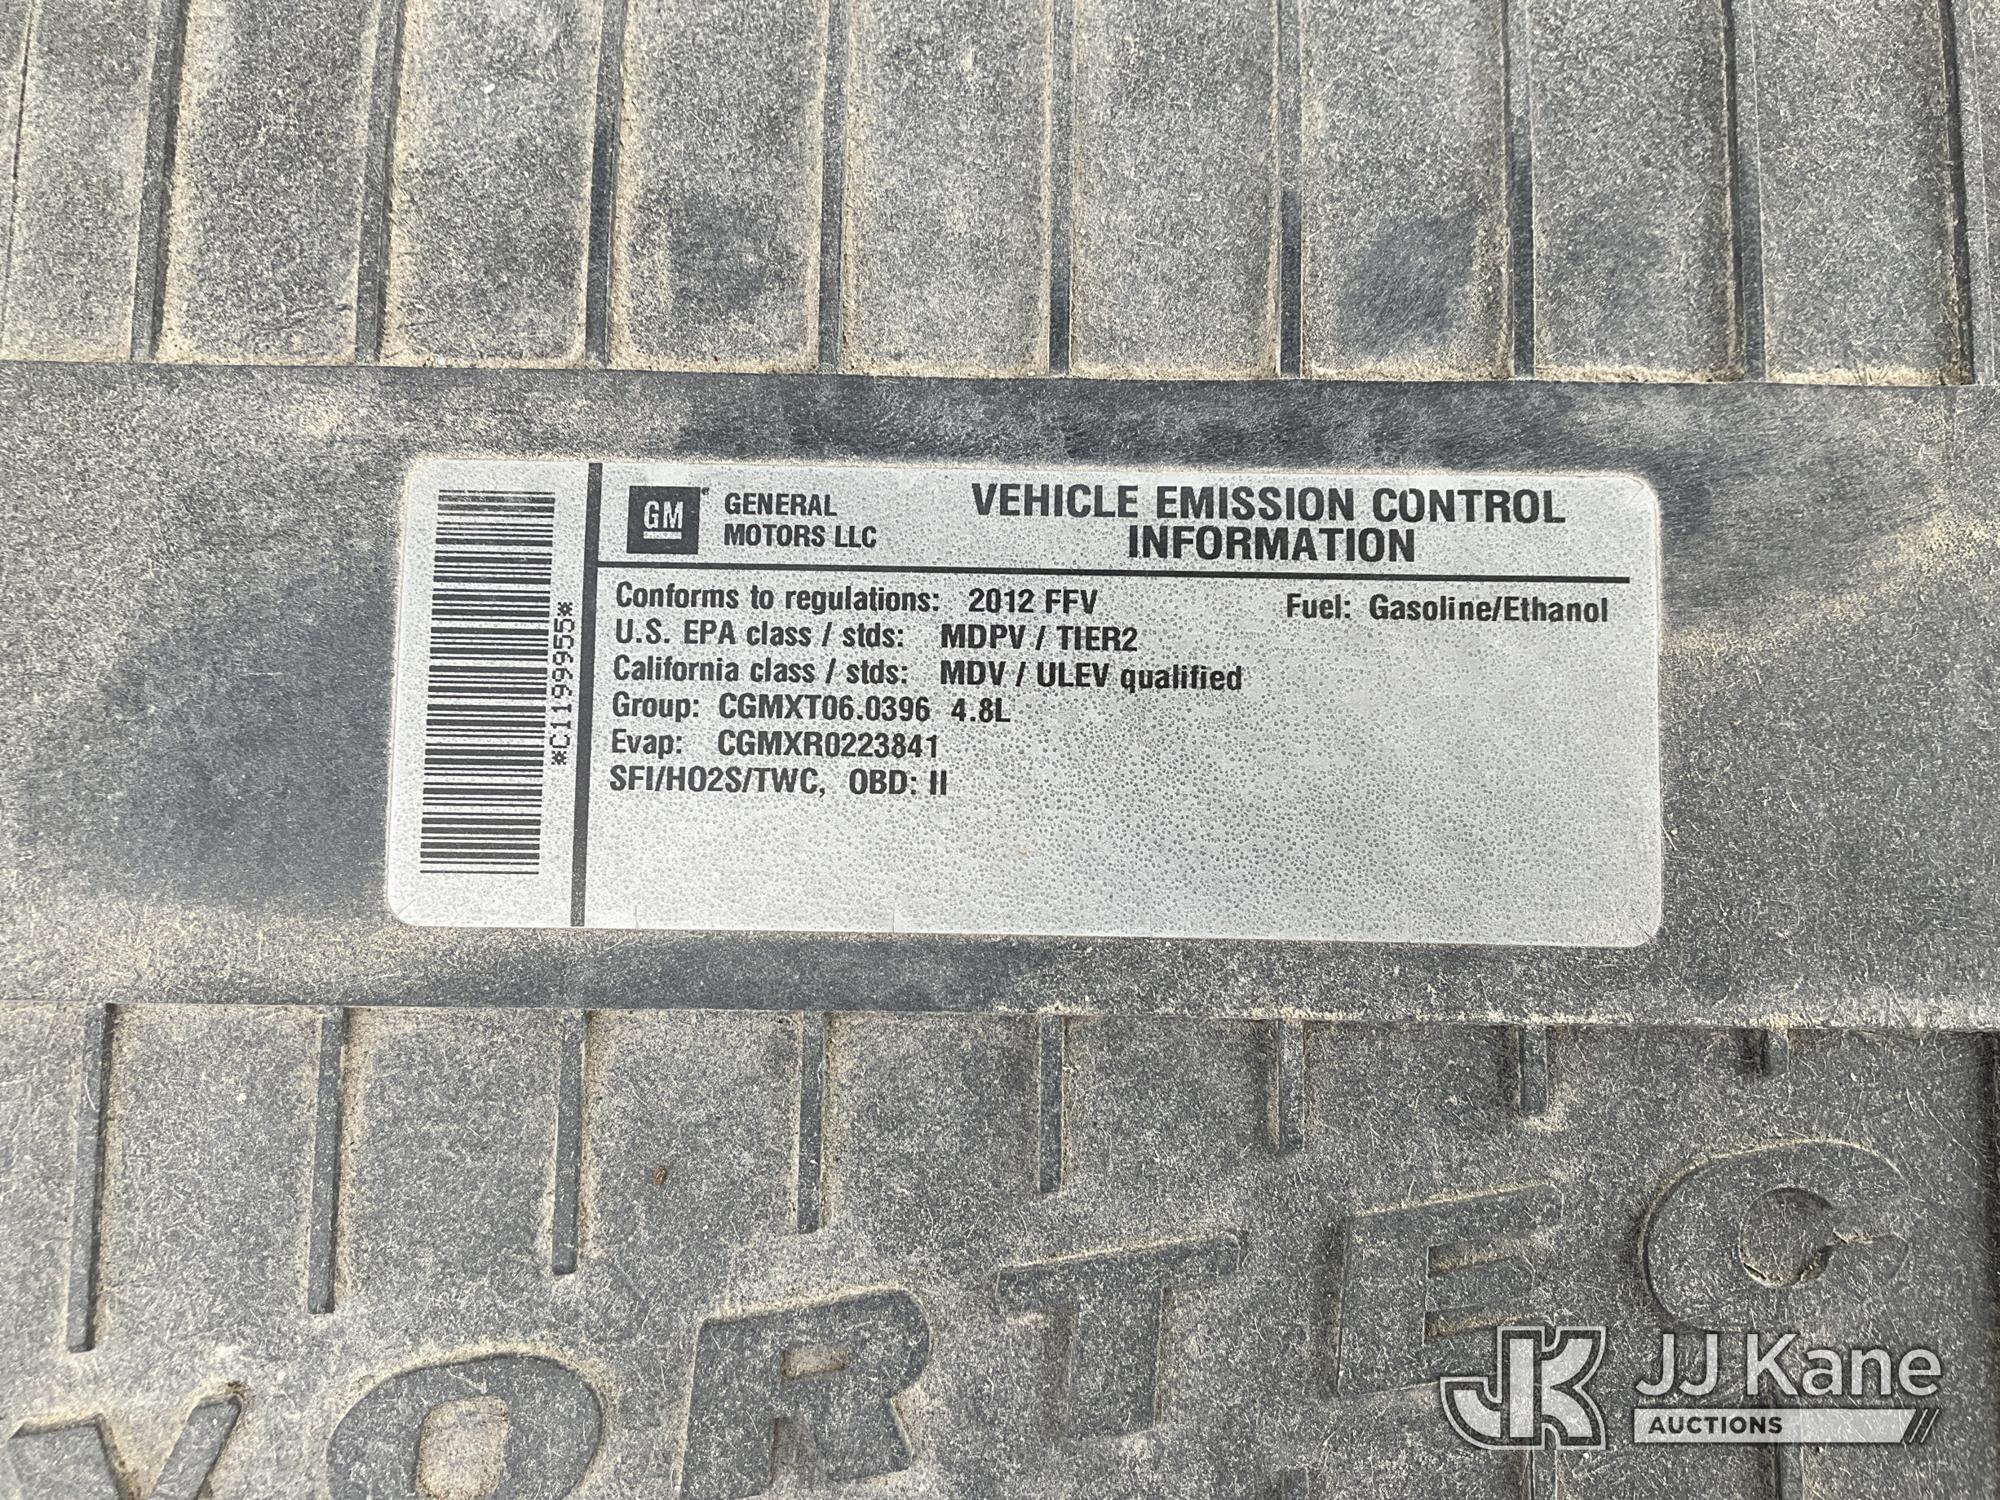 GM GENERAL
MOTORS LLC
VEHICLE EMISSION CONTROL
INFORMATION
Conforms to regulations: 2012 FFV Fuel: Gasoline/Ethanol
U.S. EPA class / stds: MDPV / TIER2
California class / stds: MDV / ULEV qualified
Group: CGMXT06.0396 4.8L
Evap: CGMXR0223841
SFI/HO2S/TWC, OBD: II
*C1199955*
VORTEC
JK JJ Kane
AUCTIONS